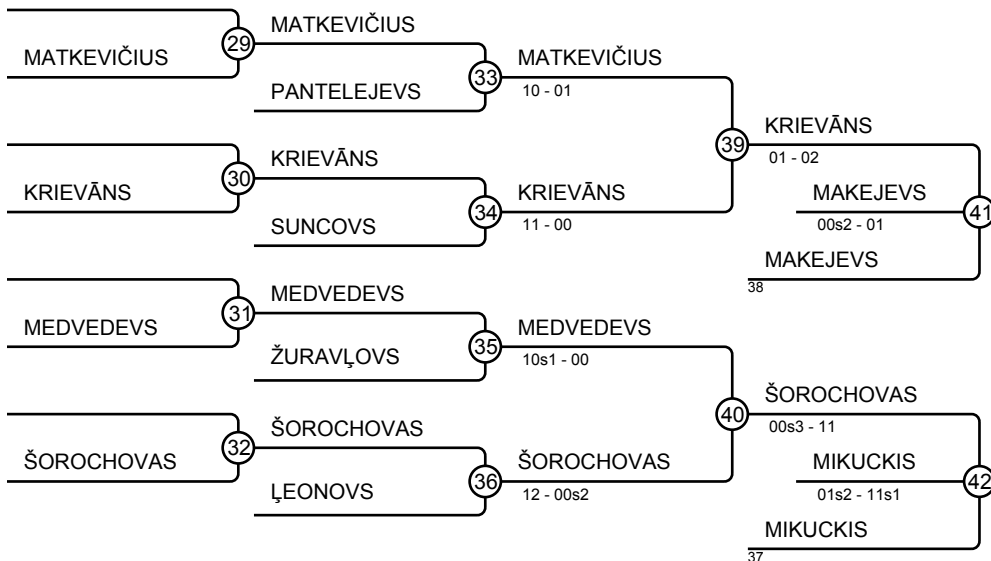 MATKEVIČIUS
29
MATKEVIČIUS
PANTELEJEVS
33
MATKEVIČIUS
10 - 01
KRIEVĀNS
30
KRIEVĀNS
SUNCOVS
34
KRIEVĀNS
11 - 00
39
KRIEVĀNS
01 - 02
MAKEJEVS
00s2 - 01
41
MAKEJEVS
38
MEDVEDEVS
31
MEDVEDEVS
ŽURAVĻOVS
35
MEDVEDEVS
10s1 - 00
ŠOROCHOVAS
32
ŠOROCHOVAS
ĻEONOVS
36
ŠOROCHOVAS
12 - 00s2
40
ŠOROCHOVAS
00s3 - 11
MIKUCKIS
01s2 - 11s1
42
MIKUCKIS
37